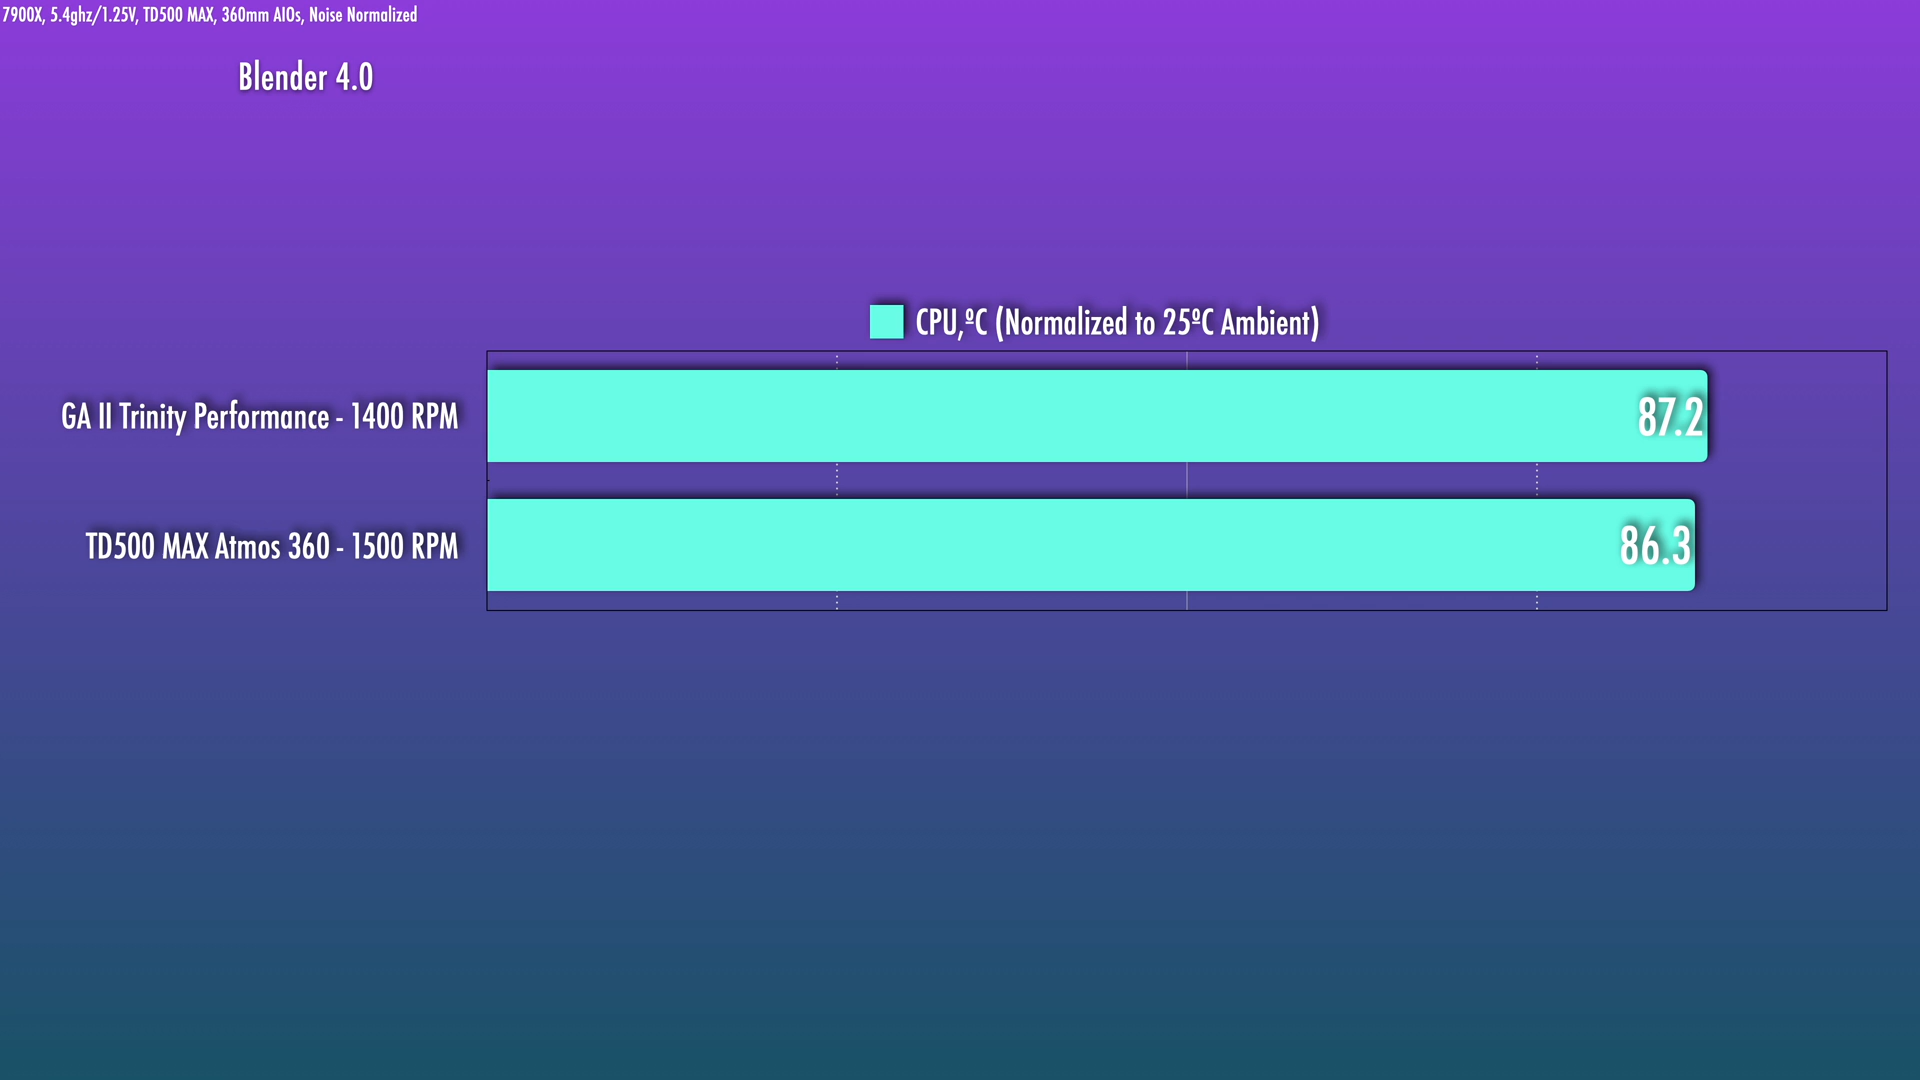 7900X, 5.4ghz/1.25V, TD500 MAX, 360mm AIOs, Noise Normalized
Blender 4.0
CPU,ºC (Normalized to 25ºC Ambient)
GA II Trinity Performance - 1400 RPM
87.2
TD500 MAX Atmos 360 - 1500 RPM
86.3